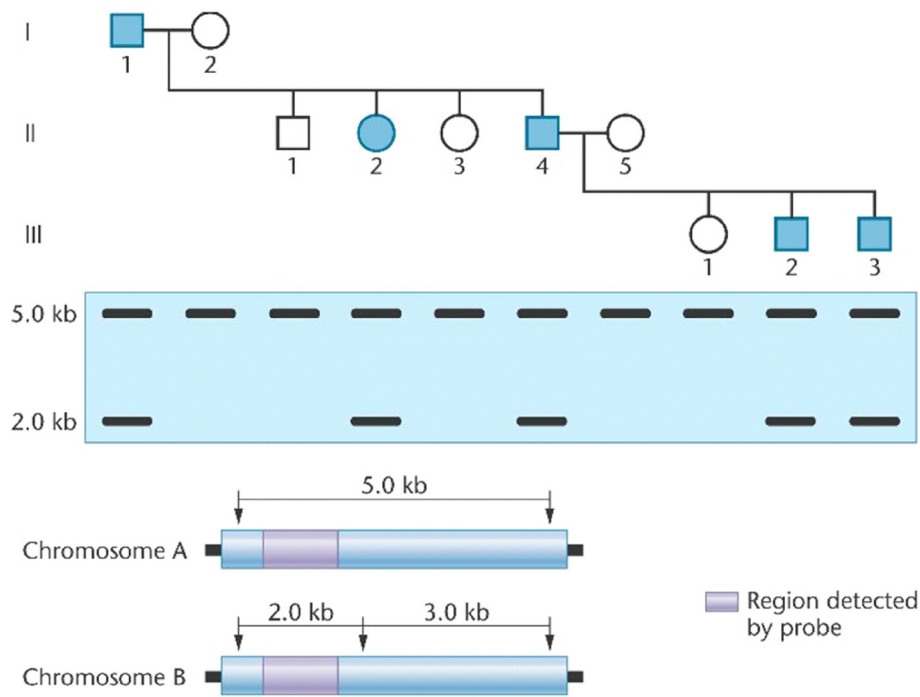 I
1 2
II
1 2 3 4 5
III
1 2 3
5.0 kb
2.0 kb
5.0 kb
Chromosome A
2.0 kb 3.0 kb
Chromosome B
Region detected
by probe